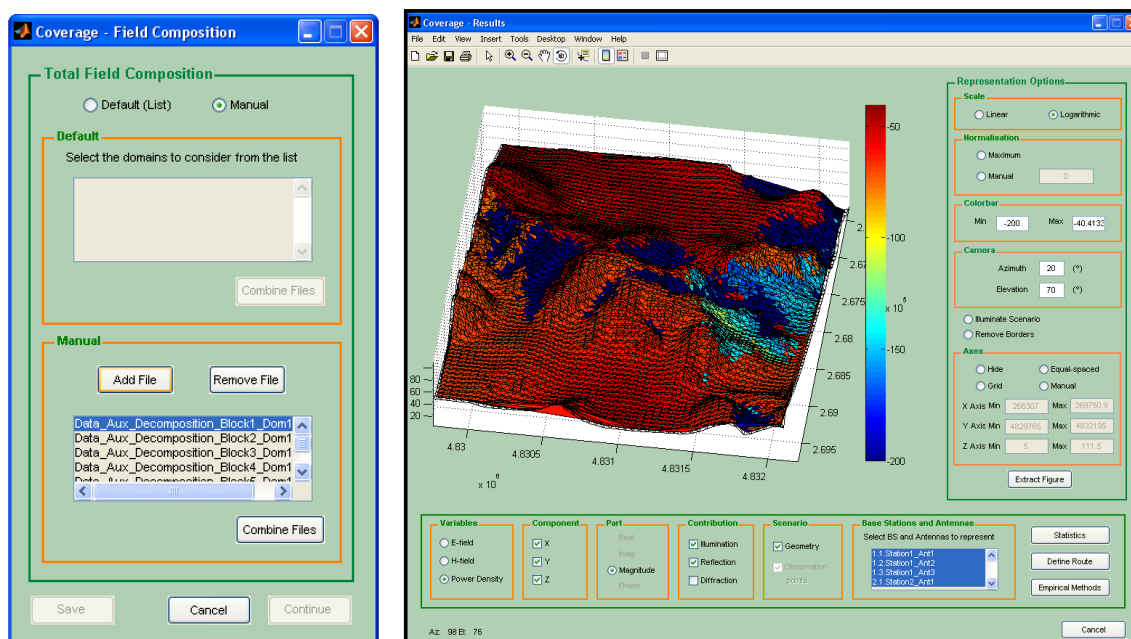 Coverage - Field Composition
Total Field Composition
Default (List) Manual
Default
Select the domains to consider from the list
Combine Files
Manual
Add File Remove File
Data_Aux_Decomposition_Block1_Dom1
Data_Aux_Decomposition_Block2_Dom1
Data_Aux_Decomposition_Block3_Dom1
Data_Aux_Decomposition_Block4_Dom1
Data_Aux_Decomposition_Block5_Dom1
Combine Files
Save Cancel Continue
Coverage - Results
File Edit View Insert Tools Desktop Window Help
80
60
40
20
4.83 4.8305 4.831 4.8315 4.832
x 10^6
2.67
2.675
2.68
2.685
2.69
2.695
x 10^5
-50
-100
-150
-200
Representation Options
Scale
Linear Logarithmic
Normalisation
Maximum
Manual 0
Colorbar
Min -200 Max -40.4133
Camera
Azimuth 20 (º)
Elevation 70 (º)
Illuminate Scenario
Remove Borders
Axes
Hide Equal-spaced
Grid Manual
X Axis Min 266307 Max 269750.9
Y Axis Min 4829765 Max 4832195
Z Axis Min 5 Max 111.5
Extract Figure
Variables
E-field
H-field
Power Density
Component
X
Y
Z
Part
Real
Imag
Magnitude
Phase
Contribution
Illumination
Reflection
Diffraction
Scenario
Geometry
Observation
points
Base Stations and Antennas
Select BS and Antennas to represent
1.1.Station1_Ant1
1.2.Station1_Ant2
1.3.Station1_Ant3
2.1.Station2_Ant1
Statistics
Define Route
Empirical Methods
Az: 98 El: 76
Cancel